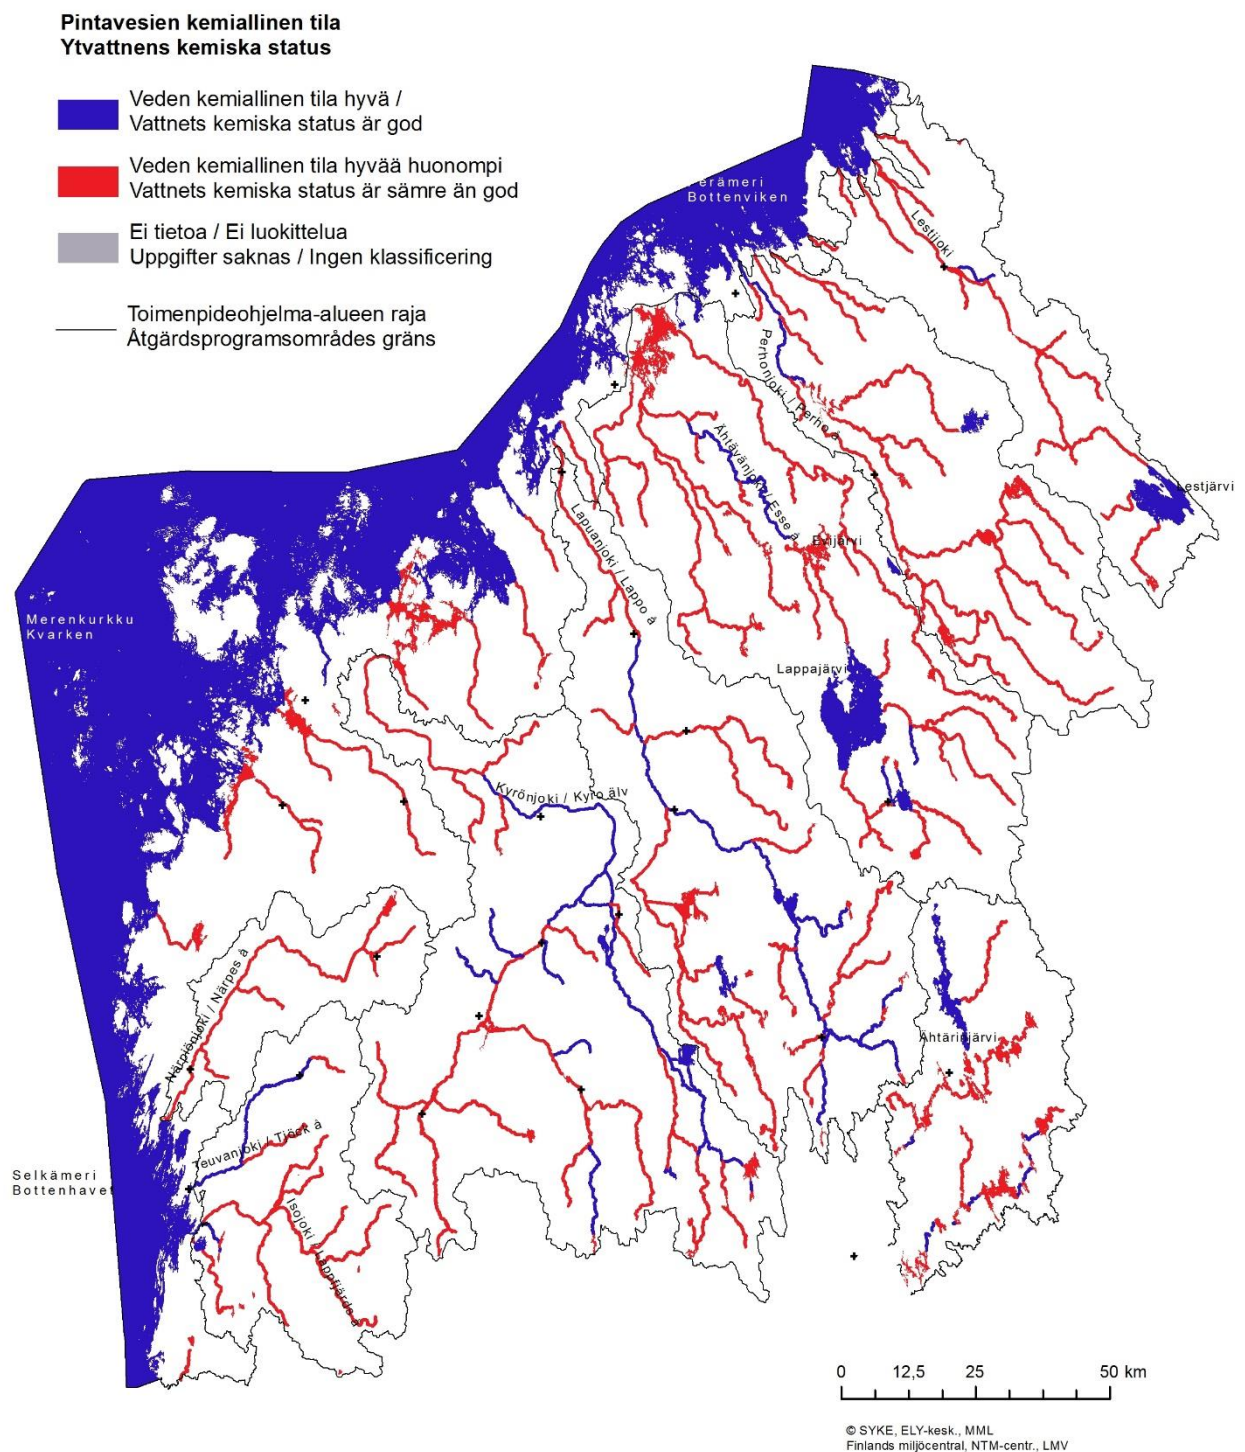 Pintavesien kemiallinen tila
Ytvattnens kemiska status
Veden kemiallinen tila hyvä /
Vattnets kemiska status är god
Veden kemiallinen tila hyvää huonompi
Vattnets kemiska status är sämre än god
Ei tietoa / Ei luokittelua
Uppgifter saknas / Ingen klassificering
Toimenpideohjelma-alueen raja
Åtgärdsprogramsområdes gräns
Perämeri
Bottenviken
Lestijoki
Perhonjoki / Perho å
Ähtävänjoki / Esse å
Lestjärvi
Evijärvi
Lapuanjoki / Lappo å
Merenkurkku
Kvarken
Lappajärvi
Kyrönjoki / Kyro älv
Närpiönjoki / Närpes å
Ähtärinjärvi
Teuvanjoki / Tjöck å
Selkämeri
Bottenhavet
Isojoki / Lappfjärds å
0 12,5 25 50 km
© SYKE, ELY-kesk., MML
Finlands miljöcentral, NTM-centr., LMV